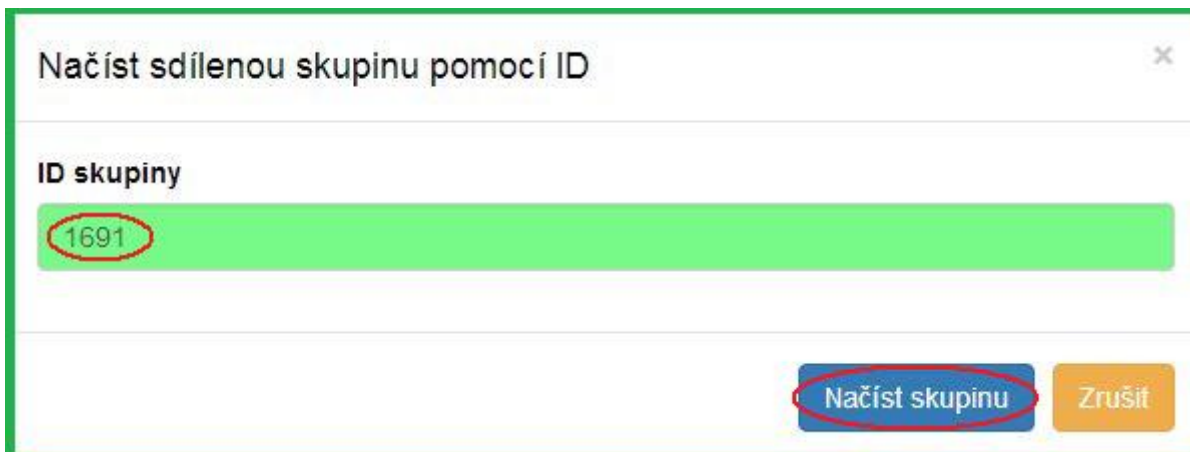 Načíst sdílenou skupinu pomocí ID
×
ID skupiny
1691
Načíst skupinu Zrušit